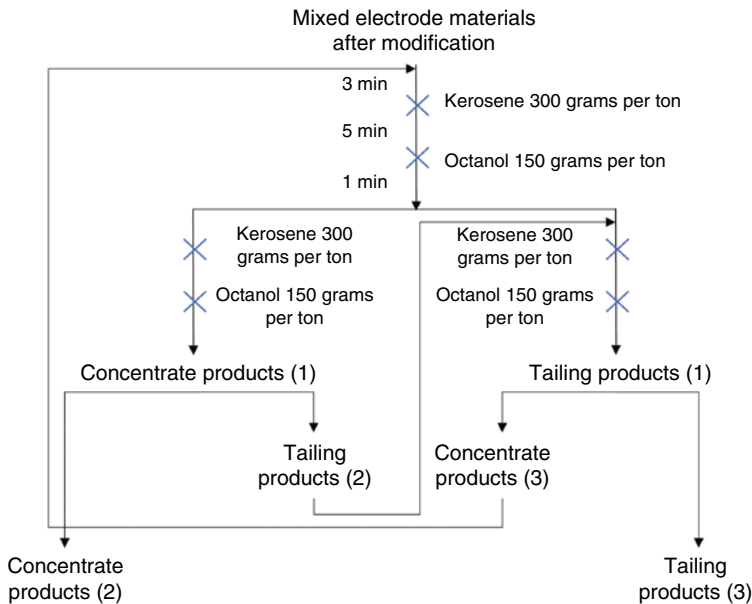 Mixed electrode materials
after modification
3 min
Kerosene 300 grams per ton
5 min
Octanol 150 grams per ton
1 min
Kerosene 300
grams per ton
Octanol 150 grams
per ton
Kerosene 300
grams per ton
Octanol 150 grams
per ton
Concentrate products (1)
Tailing products (1)
Tailing
products (2)
Concentrate
products (3)
Concentrate
products (2)
Tailing
products (3)